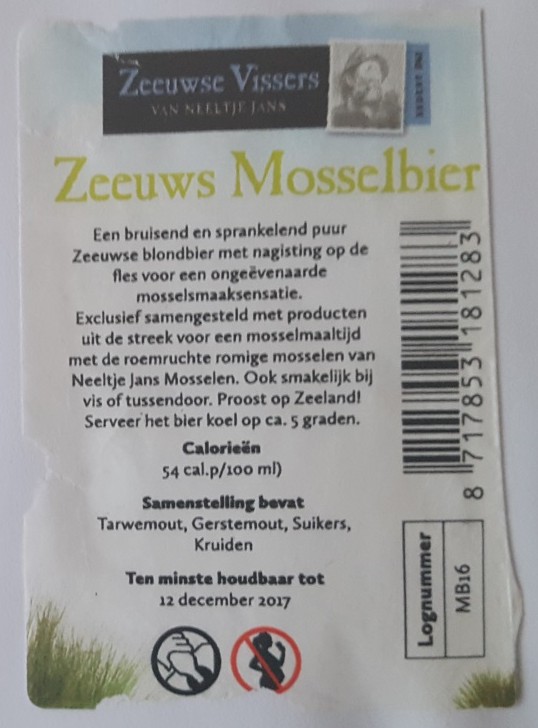 Zeeuwse Vissers
VAN NEELTJE JANS
Zeeuws Mosselbier
Een bruisend en sprankelend puur
Zeeuwse blondbier met nagisting op de
fles voor een ongeëvenaarde
mosselsmaaksensatie.
Exclusief samengesteld met producten
uit de streek voor een mosselmaaltijd
met de roemruchte romige mosselen van
Neeltje Jans Mosselen. Ook smakelijk bij
vis of tussendoor. Proost op Zeeland!
Serveer het bier koel op ca. 5 graden.
Calorieën
54 cal.p/100 ml)
Samenstelling bevat
Tarwemout, Gerstemout, Suikers,
Kruiden
Ten minste houdbaar tot
12 december 2017
8 717853 181283
Lognummer
MB16